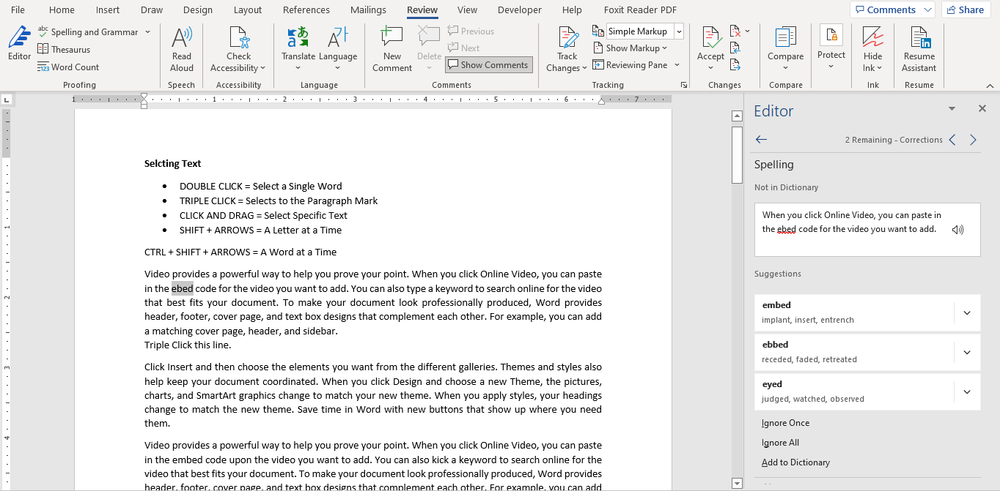 File Home Insert Draw Design Layout References Mailings Review View Developer Help Foxit Reader PDF Comments Share
Editor
abc Spelling and Grammar
Thesaurus
123 Word Count
Proofing
Read Aloud
Speech
Check Accessibility
Accessibility
Translate Language
Language
New Comment
Delete
Previous
Next
Show Comments
Comments
Track Changes
Simple Markup
Show Markup
Reviewing Pane
Tracking
Accept
Changes
Compare
Compare
Protect
Hide Ink
Ink
Resume Assistant
Resume
1 1 2 3 4 5 6 7
1
2
3
4
Selcting Text
• DOUBLE CLICK = Select a Single Word
• TRIPLE CLICK = Selects to the Paragraph Mark
• CLICK AND DRAG = Select Specific Text
• SHIFT + ARROWS = A Letter at a Time
CTRL + SHIFT + ARROWS = A Word at a Time
Video provides a powerful way to help you prove your point. When you click Online Video, you can paste
in the ebed code for the video you want to add. You can also type a keyword to search online for the video
that best fits your document. To make your document look professionally produced, Word provides
header, footer, cover page, and text box designs that complement each other. For example, you can add
a matching cover page, header, and sidebar.
Triple Click this line.
Click Insert and then choose the elements you want from the different galleries. Themes and styles also
help keep your document coordinated. When you click Design and choose a new Theme, the pictures,
charts, and SmartArt graphics change to match your new theme. When you apply styles, your headings
change to match the new theme. Save time in Word with new buttons that show up where you need
them.
Video provides a powerful way to help you prove your point. When you click Online Video, you can paste
in the embed code upon the video you want to add. You can also kick a keyword to search online for the
video that best fits your document. To make your document look professionally produced, Word provides
header, footer, cover page, and text box designs that complement each other. For example, you can add
Editor
2 Remaining - Corrections
Spelling
Not in Dictionary
When you click Online Video, you can paste in
the ebed code for the video you want to add.
Suggestions
embed
implant, insert, entrench
ebbed
receded, faded, retreated
eyed
judged, watched, observed
Ignore Once
Ignore All
Add to Dictionary